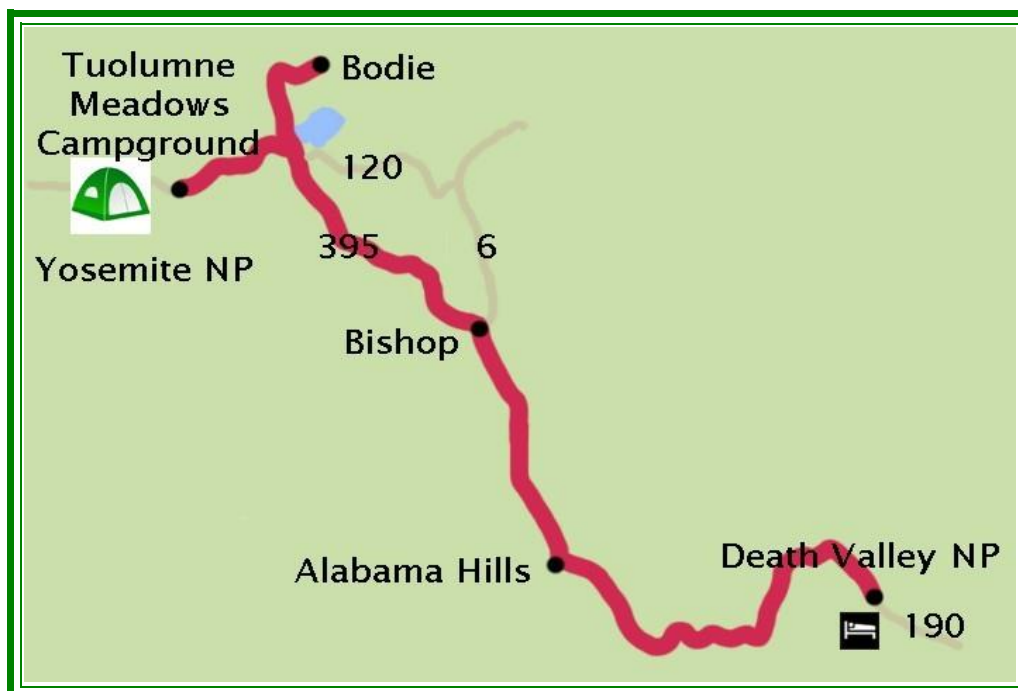 Tuolumne
Meadows
Campground
Bodie
120
Yosemite NP
395
6
Bishop
Alabama Hills
Death Valley NP
190